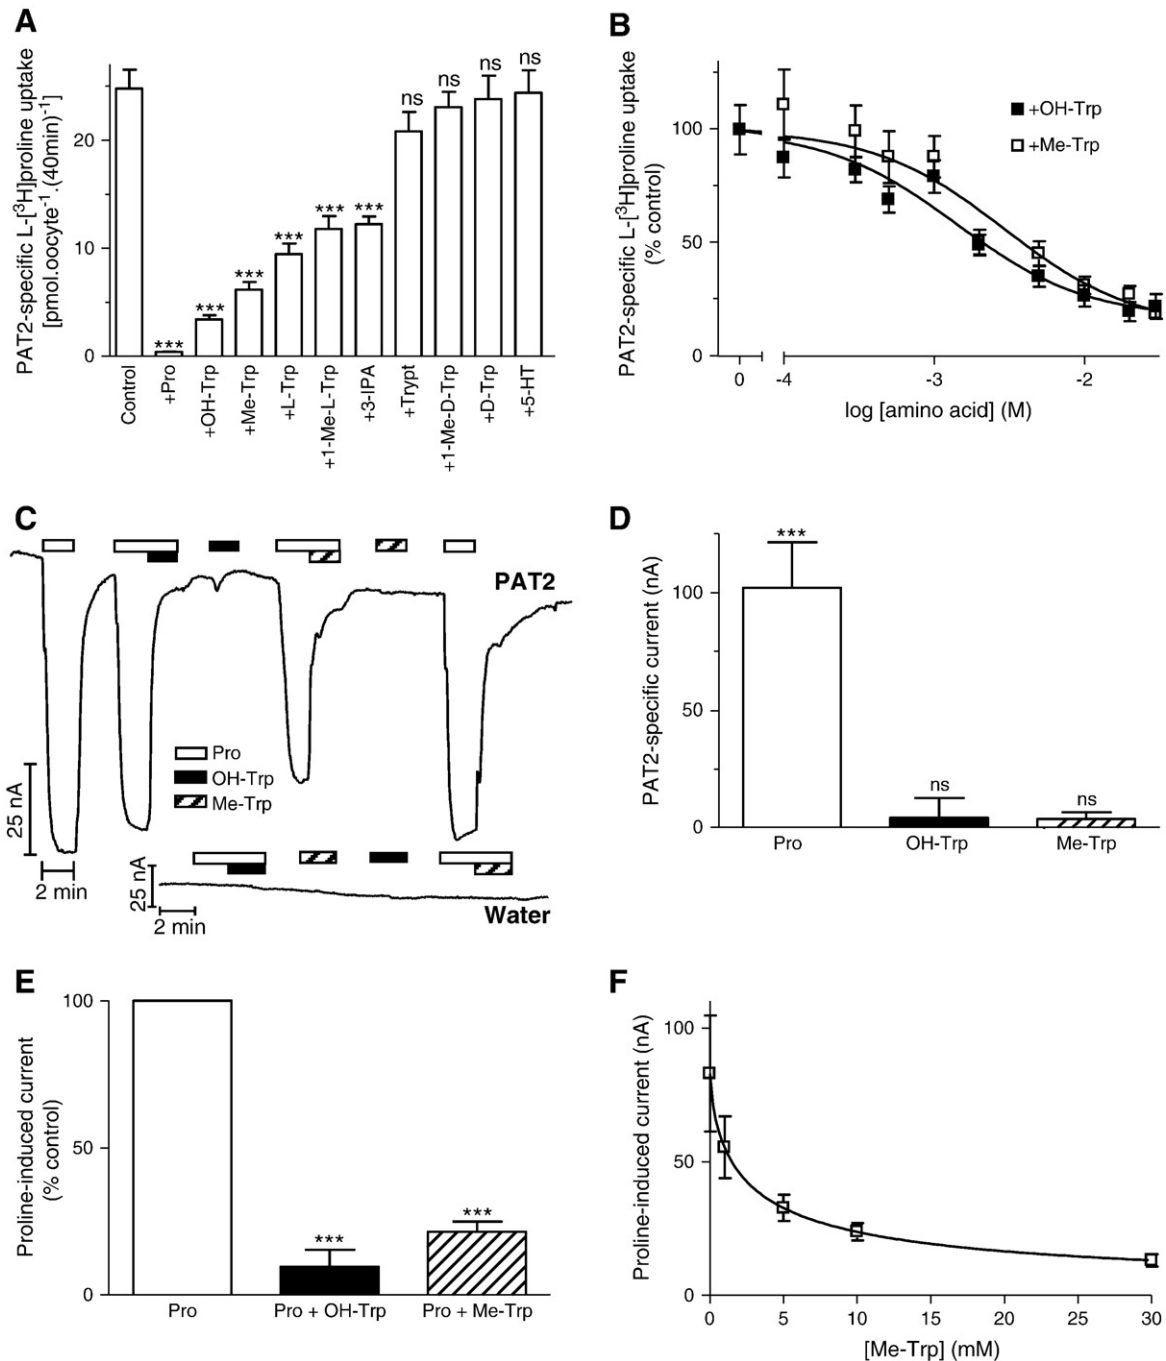 A
PAT2-specific L-[³H]proline uptake
[pmol.oocyte⁻¹.(40min)⁻¹]
20
10
0
***
***
***
***
***
***
ns
ns
ns
ns
Control
+Pro
+OH-Trp
+Me-Trp
+L-Trp
+1-Me-L-Trp
+3-IPA
+Trypt
+1-Me-D-Trp
+D-Trp
+5-HT
B
PAT2-specific L-[³H]proline uptake
(% control)
100
50
0
+OH-Trp
+Me-Trp
0 -4 -3 -2
log [amino acid] (M)
C
PAT2
Pro
OH-Trp
Me-Trp
25 nA
2 min
25 nA
2 min
Water
D
PAT2-specific current (nA)
100
50
0
***
ns
ns
Pro OH-Trp Me-Trp
E
Proline-induced current
(% control)
100
50
0
***
***
Pro Pro + OH-Trp Pro + Me-Trp
F
Proline-induced current (nA)
100
50
0
0 5 10 15 20 25 30
[Me-Trp] (mM)